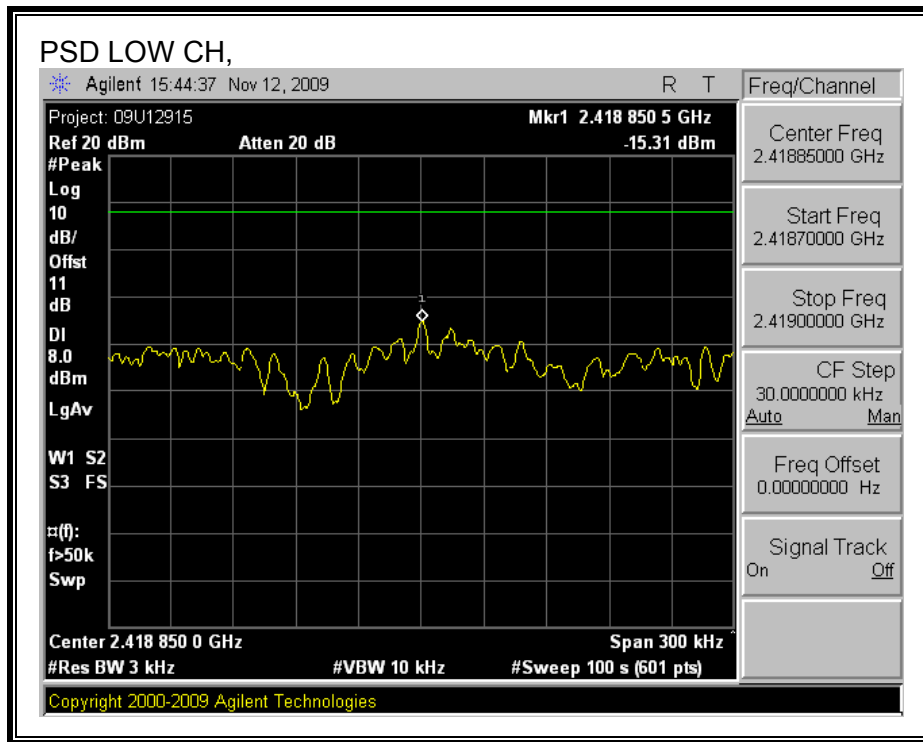 PSD LOW CH,
Agilent 15:44:37 Nov 12, 2009 R T
Project: 09U12915 Mkr1 2.418 850 5 GHz
Ref 20 dBm Atten 20 dB -15.31 dBm
#Peak
Log
10
dB/
Offst
11
dB
DI
8.0
dBm
LgAv
W1 S2
S3 FS
¤(f):
f>50k
Swp
1
Center 2.418 850 0 GHz Span 300 kHz ^
#Res BW 3 kHz #VBW 10 kHz #Sweep 100 s (601 pts)
Copyright 2000-2009 Agilent Technologies
Freq/Channel
Center Freq
2.41885000 GHz
Start Freq
2.41870000 GHz
Stop Freq
2.41900000 GHz
CF Step
30.0000000 kHz
Auto Man
Freq Offset
0.00000000 Hz
Signal Track
On Off